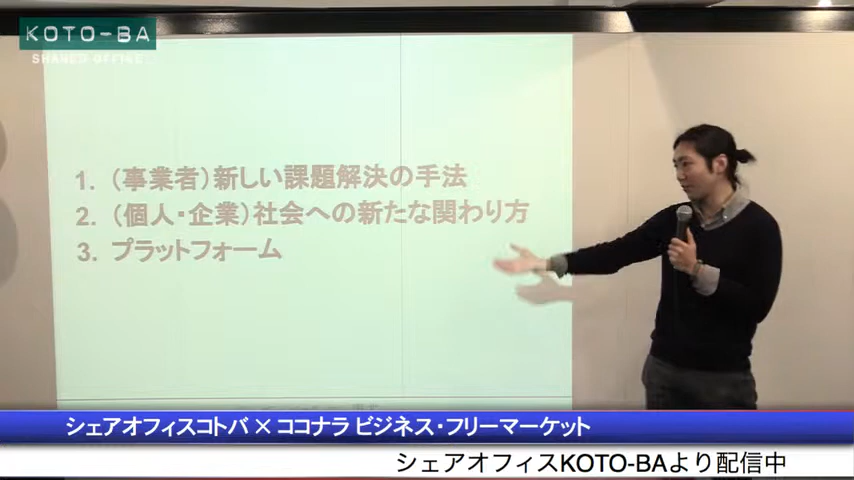 KOTO-BA
SHARED OFFICE
1. （事業者）新しい課題解決の手法
2. （個人・企業）社会への新たな関わり方
3. プラットフォーム
シェアオフィスコトバ × ココナラ ビジネス・フリーマーケット
シェアオフィスKOTO-BAより配信中